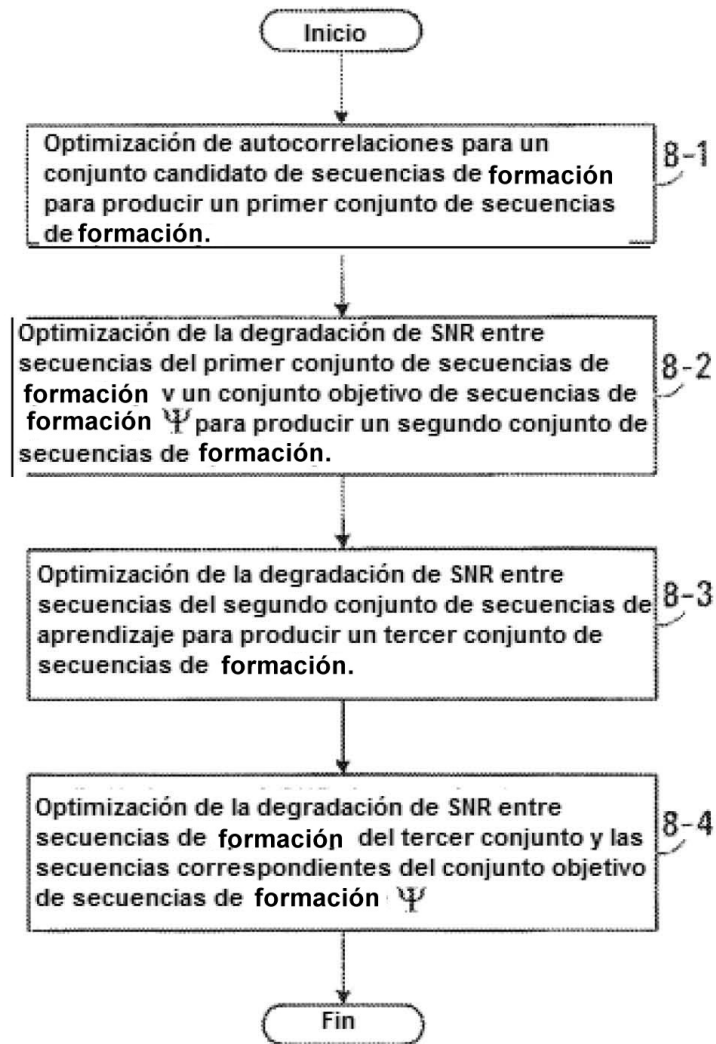 Inicio
Optimización de autocorrelaciones para un
conjunto candidato de secuencias de formación
para producir un primer conjunto de secuencias
de formación.
8-1
Optimización de la degradación de SNR entre
secuencias del primer conjunto de secuencias de
formación y un conjunto objetivo de secuencias de
formación Ψ para producir un segundo conjunto de
secuencias de formación.
8-2
Optimización de la degradación de SNR entre
secuencias del segundo conjunto de secuencias de
aprendizaje para producir un tercer conjunto de
secuencias de formación.
8-3
Optimización de la degradación de SNR entre
secuencias de formación del tercer conjunto y las
secuencias correspondientes del conjunto objetivo
de secuencias de formación Ψ
8-4
Fin